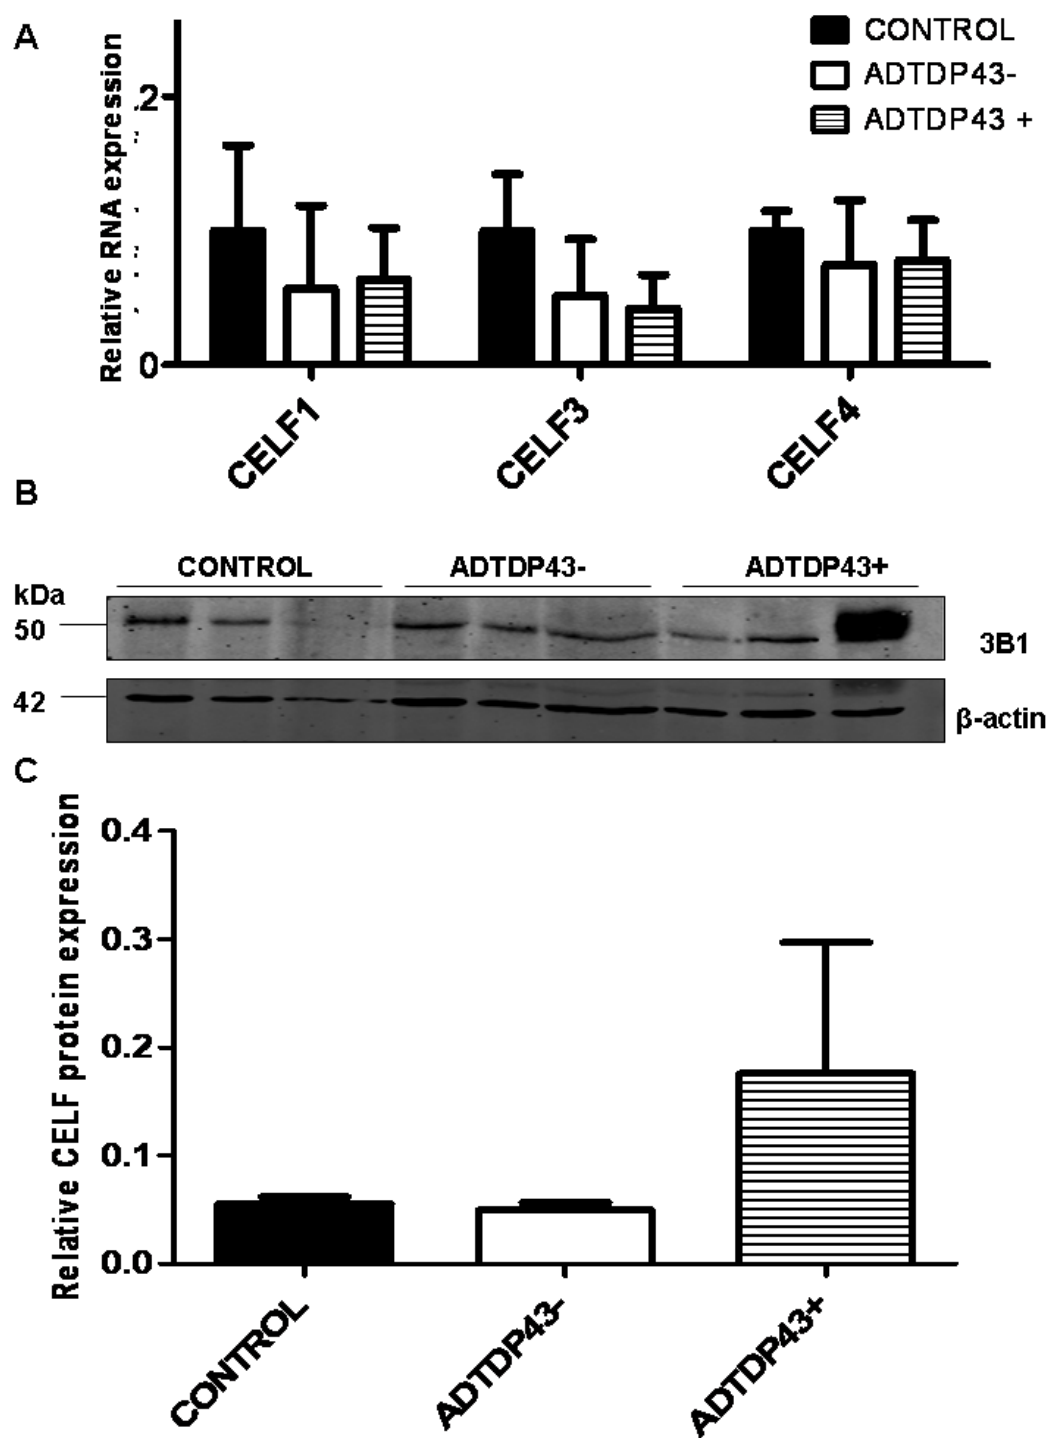 A
CONTROL
ADTDP43-
ADTDP43 +
Relative RNA expression
2
0
CELF1
CELF3
CELF4
B
CONTROL
ADTDP43-
ADTDP43+
kDa
50
3B1
42
β-actin
C
Relative CELF protein expression
0.4
0.3
0.2
0.1
0.0
CONTROL
ADTDP43-
ADTDP43+